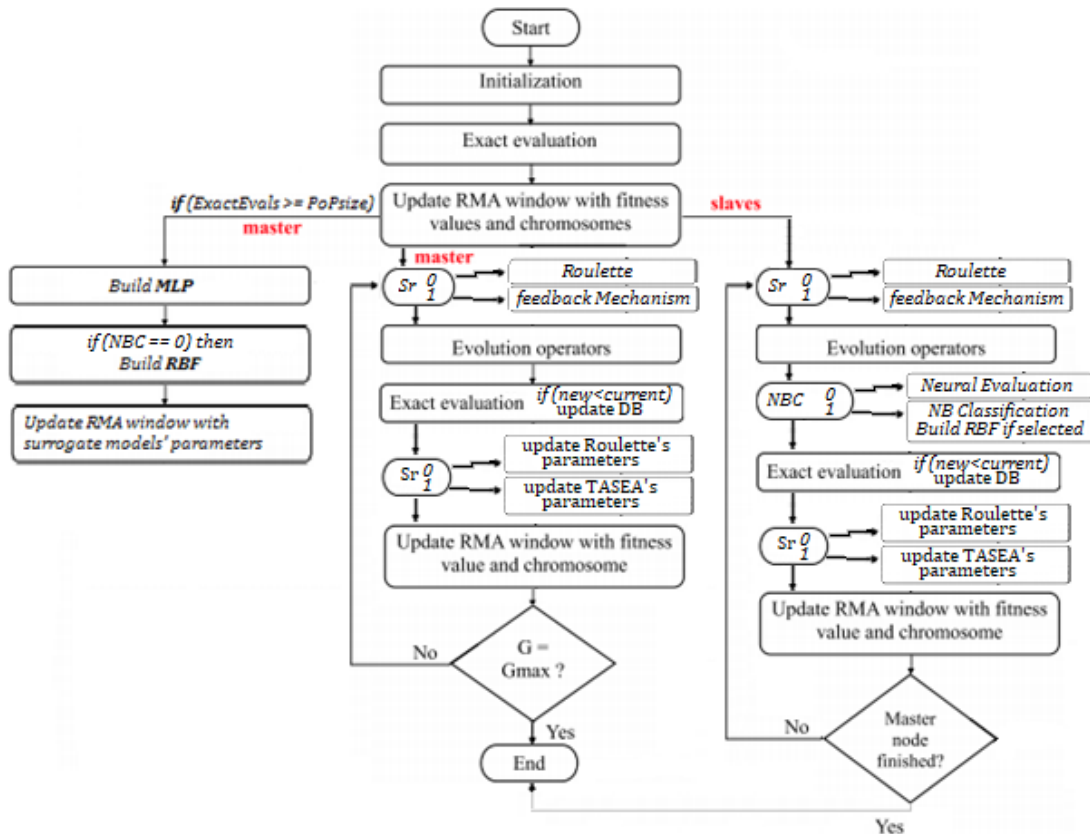 Start
Initialization
Exact evaluation
Update RMA window with fitness
values and chromosomes
if (ExactEvals >= PoPsize)
master
Build MLP
if (NBC == 0) then
Build RBF
Update RMA window with
surrogate models' parameters
master
Sr 0
1
Roulette
feedback Mechanism
Evolution operators
Exact evaluation if (new<current)
update DB
Sr 0
1
update Roulette's
parameters
update TASEA's
parameters
Update RMA window with fitness
value and chromosome
G =
Gmax ?
No
Yes
End
slaves
Sr 0
1
Roulette
feedback Mechanism
Evolution operators
NBC 0
1
Neural Evaluation
NB Classification
Build RBF if selected
Exact evaluation if (new<current)
update DB
Sr 0
1
update Roulette's
parameters
update TASEA's
parameters
Update RMA window with fitness
value and chromosome
Master
node
finished?
No
Yes